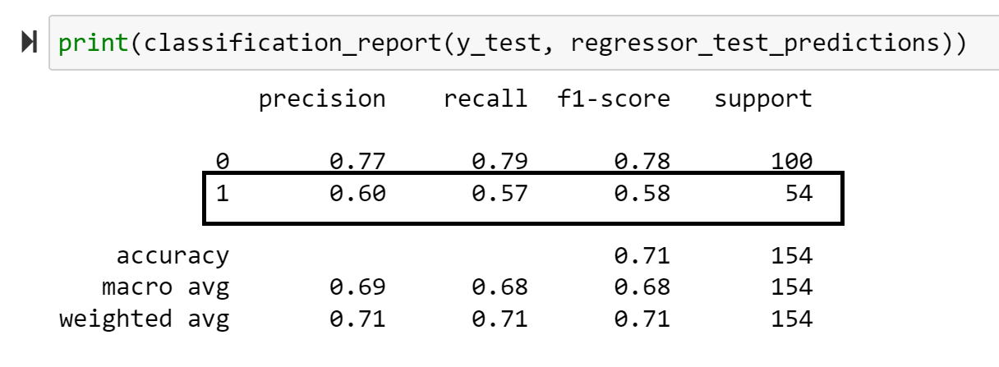 print(classification_report(y_test, regressor_test_predictions))
precision recall f1-score support
0 0.77 0.79 0.78 100
1 0.60 0.57 0.58 54
accuracy 0.71 154
macro avg 0.69 0.68 0.68 154
weighted avg 0.71 0.71 0.71 154